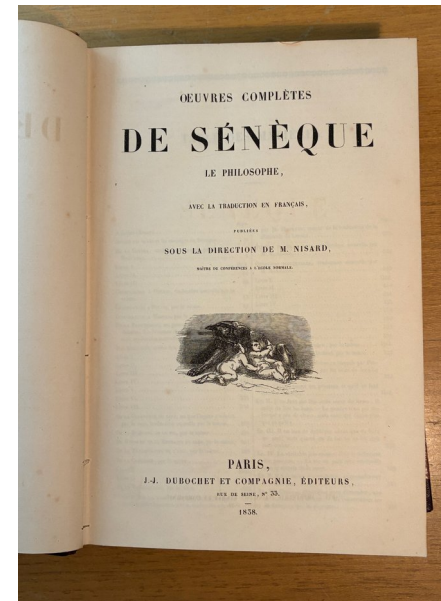 ŒUVRES COMPLÈTES
DE SÉNÈQUE
LE PHILOSOPHE,
AVEC LA TRADUCTION EN FRANÇAIS,
PUBLIÉES
SOUS LA DIRECTION DE M. NISARD,
MAÎTRE DE CONFÉRENCES A L'ÉCOLE NORMALE.
PARIS,
J.-J. DUBOCHET ET COMPAGNIE, ÉDITEURS,
RUE DE SEINE, Nº 33.
1838.